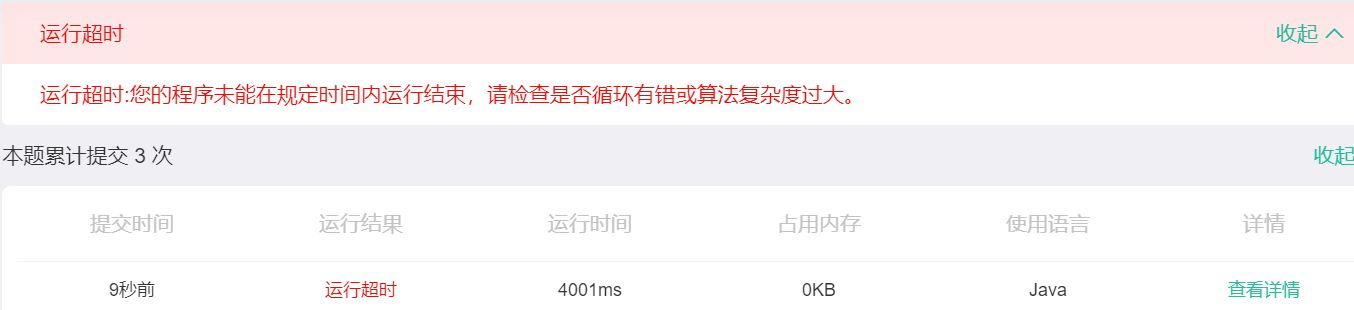 运行超时 收起
运行超时:您的程序未能在规定时间内运行结束，请检查是否循环有错或算法复杂度过大。
本题累计提交 3 次 收起
提交时间 运行结果 运行时间 占用内存 使用语言 详情
9秒前 运行超时 4001ms 0KB Java 查看详情